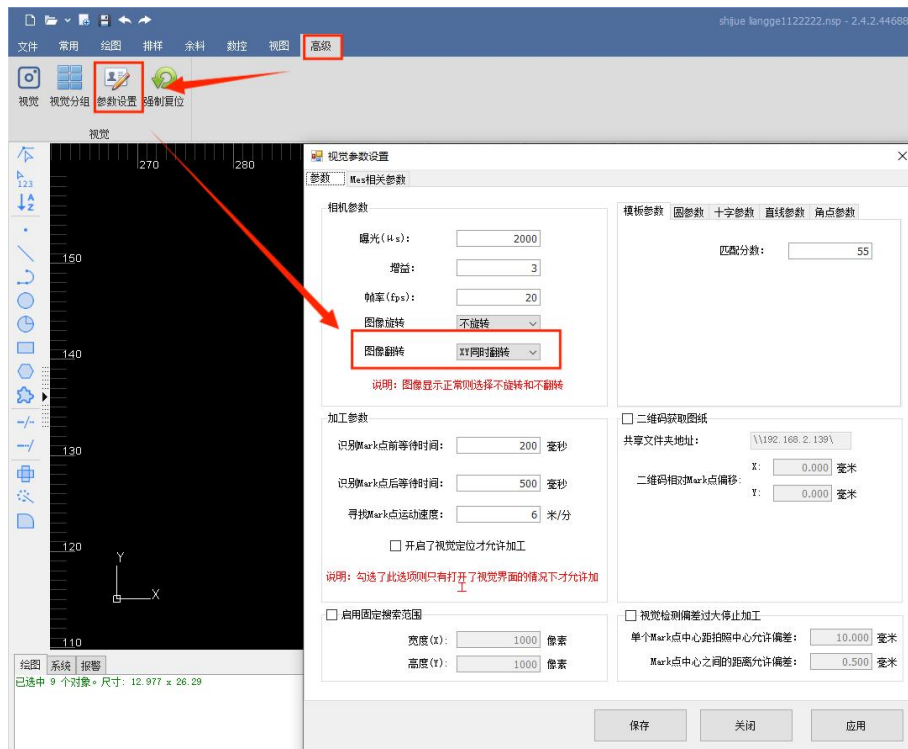 shijue langge1122222.nsp - 2.4.2.44688
文件 常用 绘图 排样 余料 数控 视图 高级
视觉 视觉分组 参数设置 强制复位
视觉
270 280
123
A
Z
150
140
130
120
110
Y
X
绘图 系统 报警
已选中 9 个对象。尺寸: 12.977 x 26.29
视觉参数设置
参数 Mes相关参数
相机参数
曝光(μs): 2000
增益: 3
帧率(fps): 20
图像旋转 不旋转
图像翻转 XY同时翻转
说明: 图像显示正常则选择不旋转和不翻转
模板参数 圆参数 十字参数 直线参数 角点参数
匹配分数: 55
加工参数
识别Mark点前等待时间: 200 毫秒
识别Mark点后等待时间: 500 毫秒
寻找Mark点运动速度: 6 米/分
开启了视觉定位才允许加工
说明: 勾选了此选项则只有打开了视觉界面的情况下才允许加
工
二维码获取图纸
共享文件夹地址: \\192.168.2.139\
二维码相对Mark点偏移:
X: 0.000 毫米
Y: 0.000 毫米
启用固定搜索范围
宽度(X): 1000 像素
高度(Y): 1000 像素
视觉检测偏差过大停止加工
单个Mark点中心距拍照中心允许偏差: 10.000 毫米
Mark点中心之间的距离允许偏差: 0.500 毫米
保存 关闭 应用